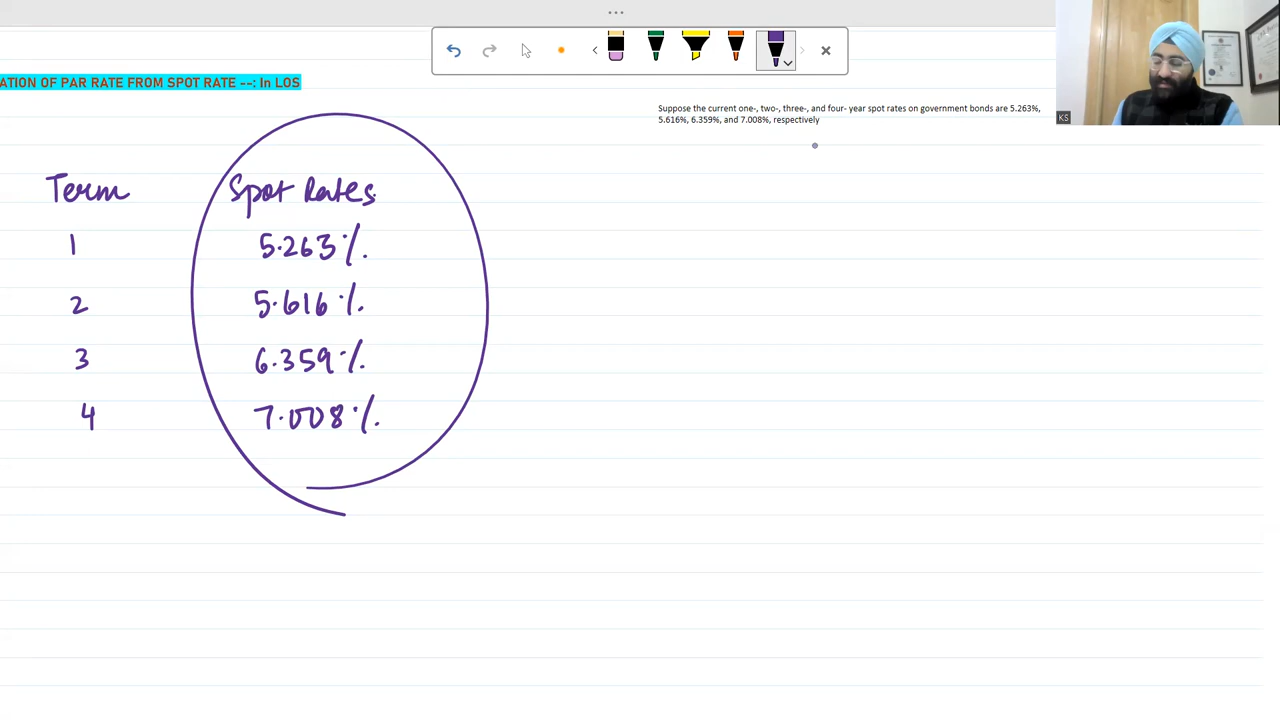 ATION OF PAR RATE FROM SPOT RATE --: In LOS
Suppose the current one-, two-, three-, and four- year spot rates on government bonds are 5.263%,
5.616%, 6.359%, and 7.008%, respectively
KS
Term Spot Rates
1 5.263%
2 5.616%
3 6.359%
4 7.008%